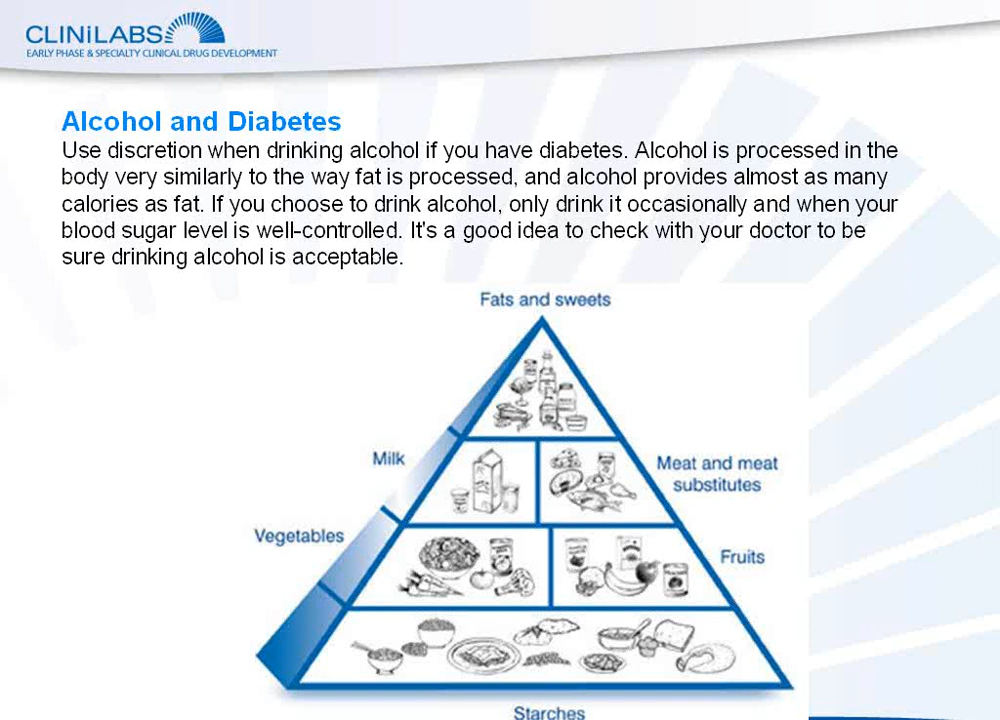 CLINiLABS
EARLY PHASE & SPECIALTY CLINICAL DRUG DEVELOPMENT
Alcohol and Diabetes
Use discretion when drinking alcohol if you have diabetes. Alcohol is processed in the
body very similarly to the way fat is processed, and alcohol provides almost as many
calories as fat. If you choose to drink alcohol, only drink it occasionally and when your
blood sugar level is well-controlled. It's a good idea to check with your doctor to be
sure drinking alcohol is acceptable.
Fats and sweets
Milk
Meat and meat
substitutes
Vegetables
Fruits
Starches